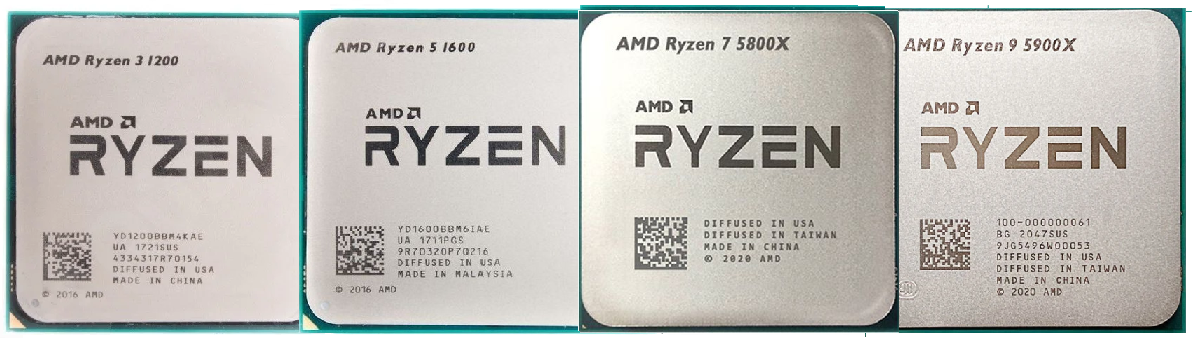 AMD Ryzen 3 1200
AMD
RYZEN
YD1200BBM4KAE
UA 1721SUS
4334317R70154
DIFFUSED IN USA
MADE IN CHINA
© 2016 AMD
AMD Ryzen 5 1600
AMD
RYZEN
YD1600BBM6IAE
UA 1711PGS
9R70320P70216
DIFFUSED IN USA
MADE IN MALAYSIA
© 2016 AMD
AMD Ryzen 7 5800X
AMD
RYZEN
DIFFUSED IN USA
DIFFUSED IN TAIWAN
MADE IN CHINA
© 2020 AMD
AMD Ryzen 9 5900X
AMD
RYZEN
100-000000061
BG 2047SUS
9JG5496W00053
DIFFUSED IN USA
DIFFUSED IN TAIWAN
MADE IN CHINA
© 2020 AMD